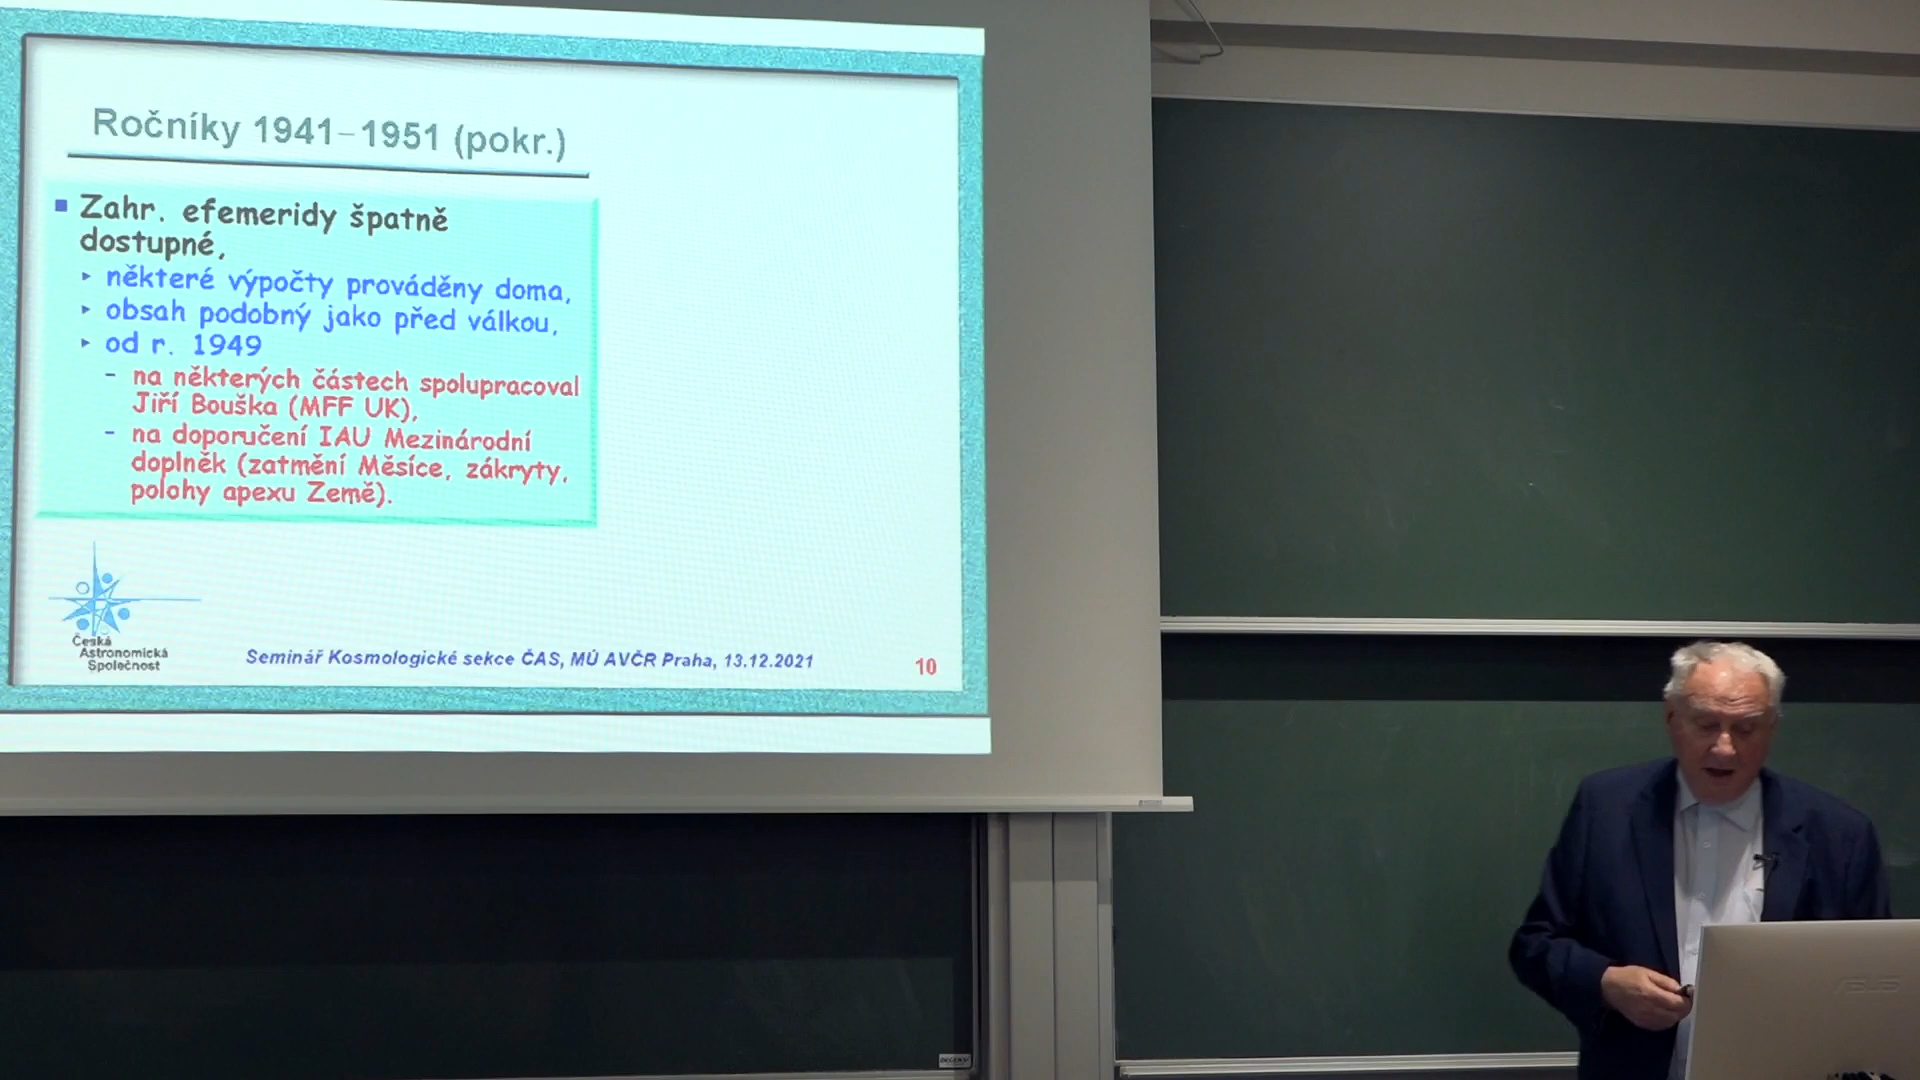 Ročníky 1941–1951 (pokr.)
Zahr. efemeridy špatně
dostupné,
některé výpočty prováděny doma,
obsah podobný jako před válkou,
od r. 1949
- na některých částech spolupracoval
Jiří Bouška (MFF UK),
- na doporučení IAU Mezinárodní
doplněk (zatmění Měsíce, zákryty,
polohy apexu Země).
Česká
Astronomická
Společnost
Seminář Kosmologické sekce ČAS, MÚ AVČR Praha, 13.12.2021
10
ASUS